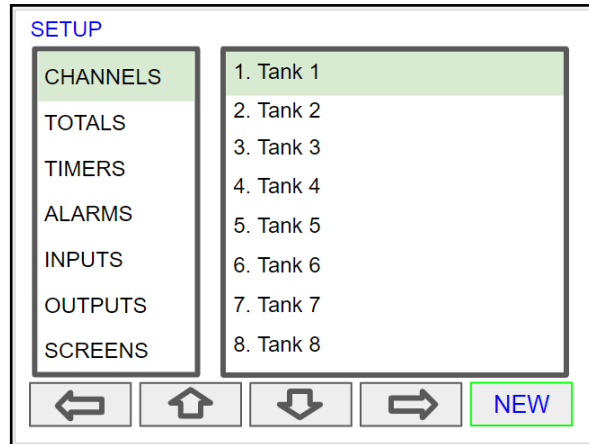 SETUP
CHANNELS
TOTALS
TIMERS
ALARMS
INPUTS
OUTPUTS
SCREENS
1. Tank 1
2. Tank 2
3. Tank 3
4. Tank 4
5. Tank 5
6. Tank 6
7. Tank 7
8. Tank 8
NEW